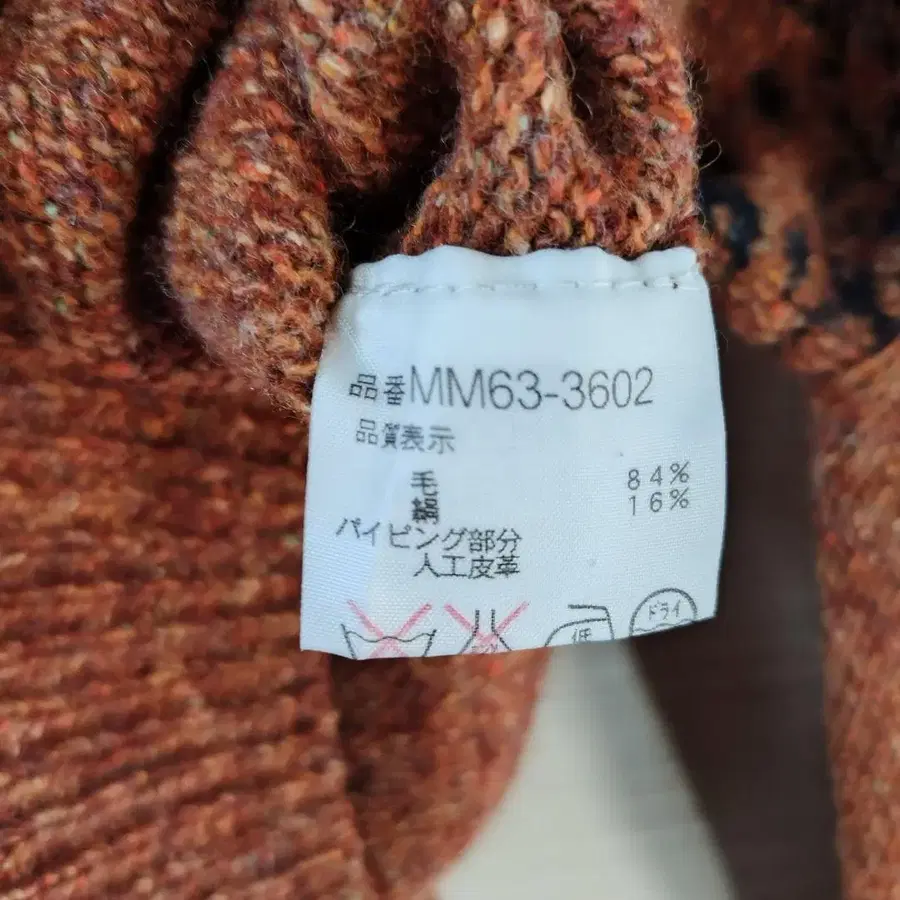 品番MM63-3602
品質表示
毛 84%
絹 16%
パイピング部分
人工皮革
低 ドライ